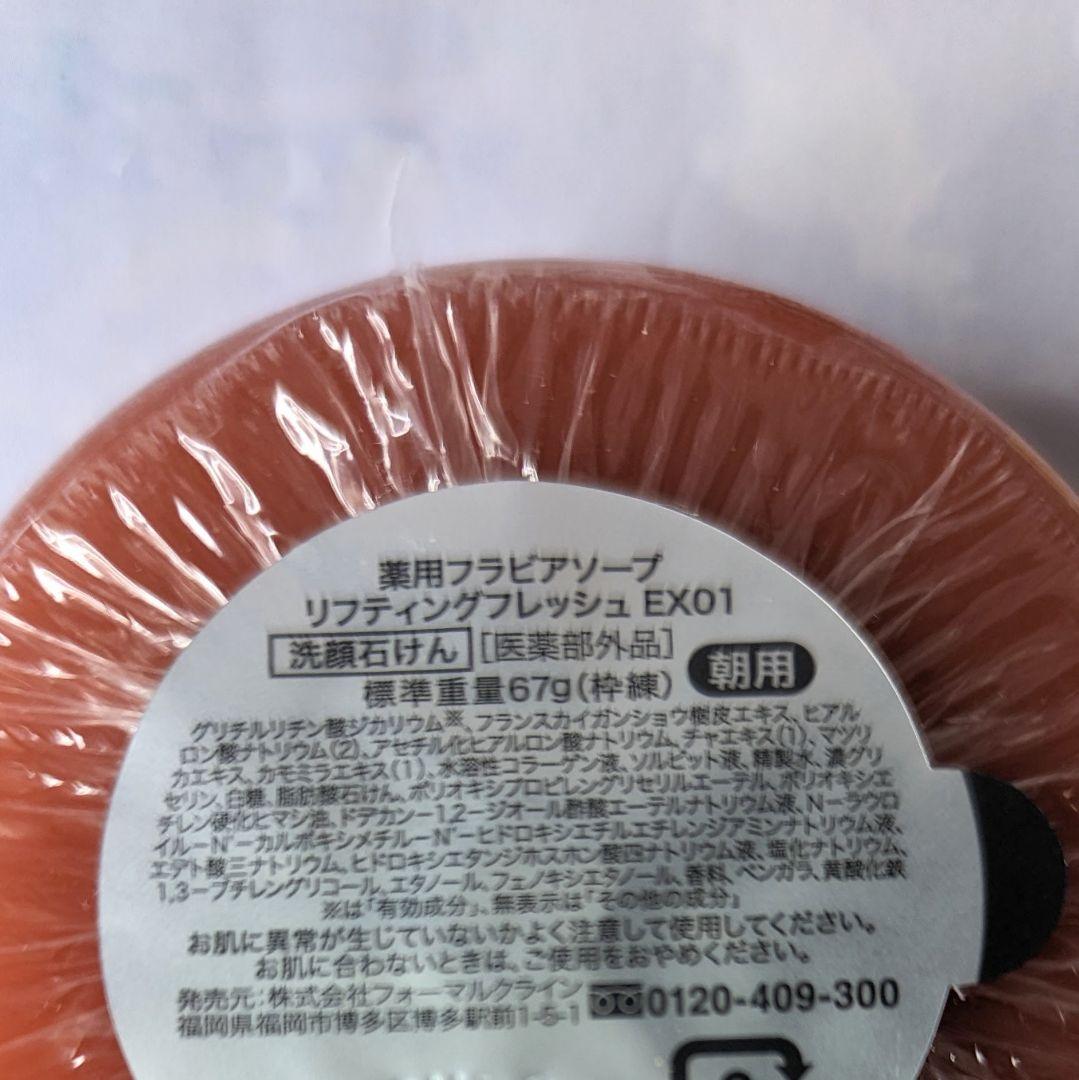 薬用フラビアソープ
リフティングフレッシュ EX01
洗顔石けん [医薬部外品]
標準重量67g(枠練) 朝用
グリチルリチン酸ジカリウム※、フランスカイガンショウ樹皮エキス、ヒアル
ロン酸ナトリウム(2)、アセチル化ヒアルロン酸ナトリウム、チャエキス(1)、マツリ
カエキス、カモミラエキス(1)、水溶性コラーゲン液、ソルビット液、精製水、濃グリ
セリン、白糖、脂肪酸石けん、ポリオキシプロピレングリセリルエーテル、ポリオキシエ
チレン硬化ヒマシ油、ドデカン-1,2-ジオール酢酸エーテルナトリウム液、N-ラウロ
イル-N'-カルボキシメチル-N'-ヒドロキシエチルエチレンジアミンナトリウム液、
エデト酸三ナトリウム、ヒドロキシエタンジホスホン酸四ナトリウム液、塩化ナトリウム、
1,3-ブチレングリコール、エタノール、フェノキシエタノール、香料、ベンガラ、黄酸化鉄
※は「有効成分」、無表示は「その他の成分」
お肌に異常が生じていないかよく注意して使用してください。
お肌に合わないときは、ご使用をおやめください。
発売元:株式会社フォーマルクライン 0120-409-300
福岡県福岡市博多区博多駅前1-5-1